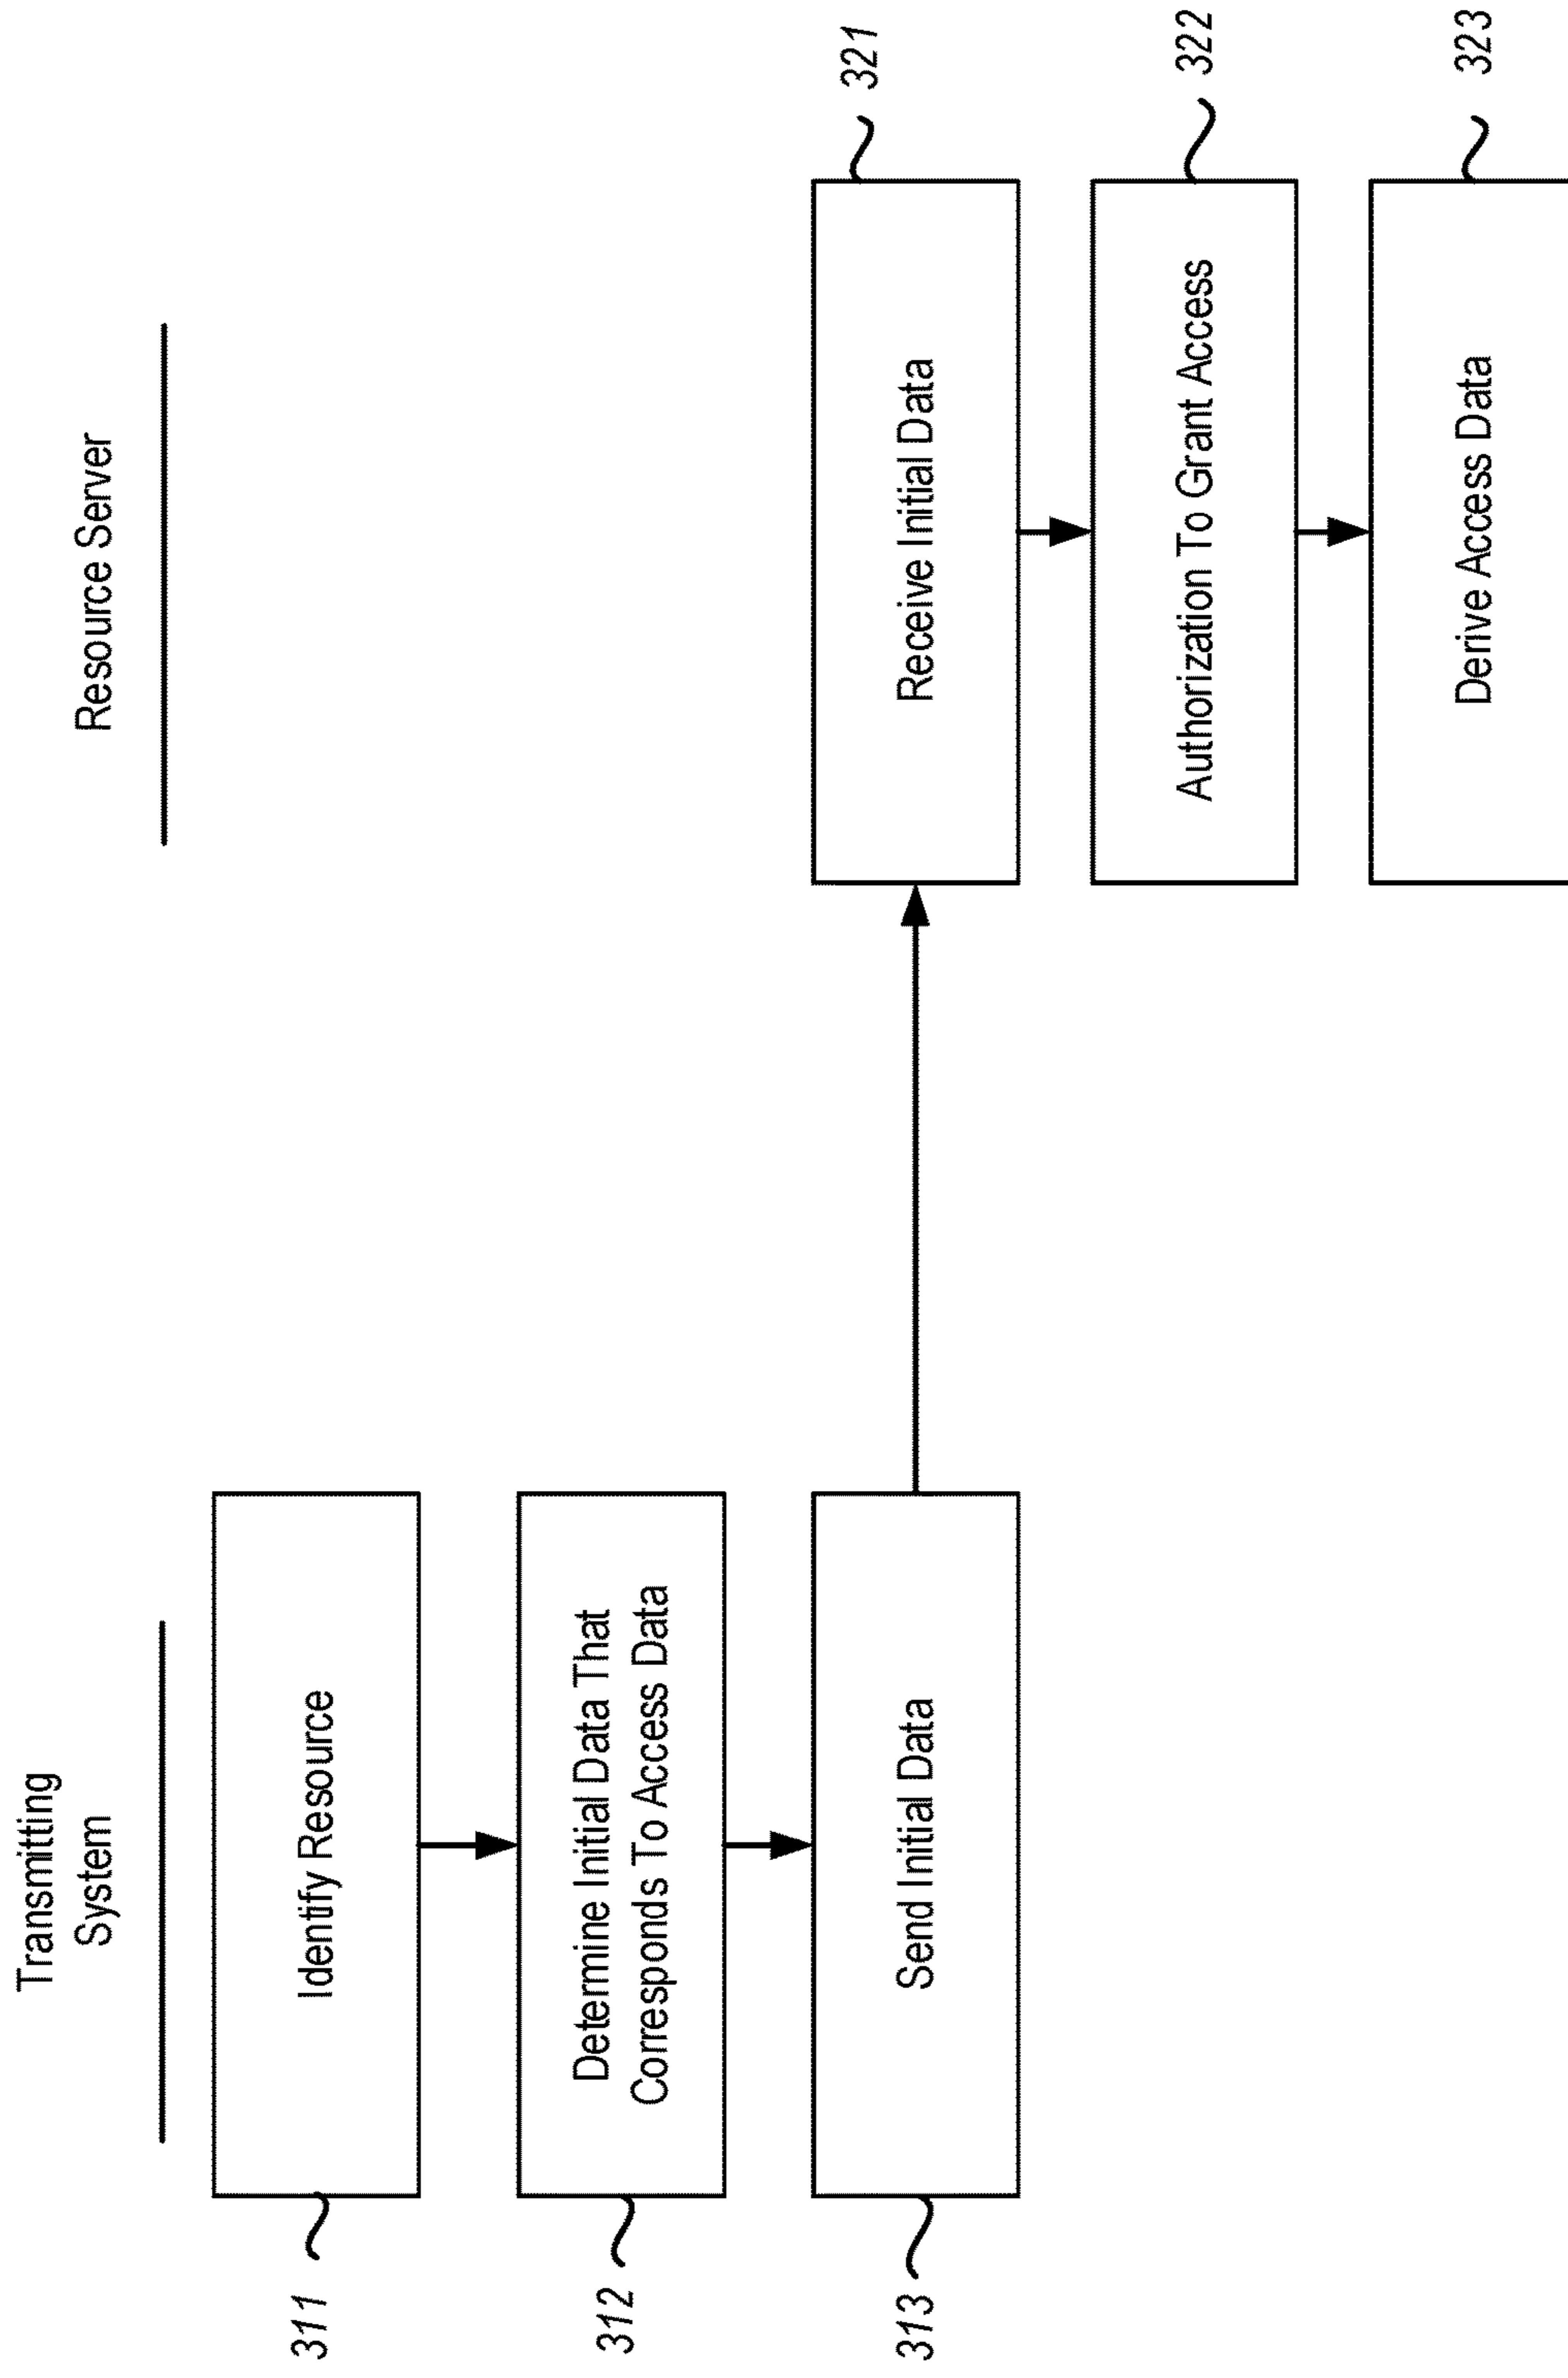 Transmitting
System
Resource Server
311
Identify Resource
312
Determine Initial Data That
Corresponds To Access Data
313
Send Initial Data
Receive Initial Data
321
Authorization To Grant Access
322
Derive Access Data
323